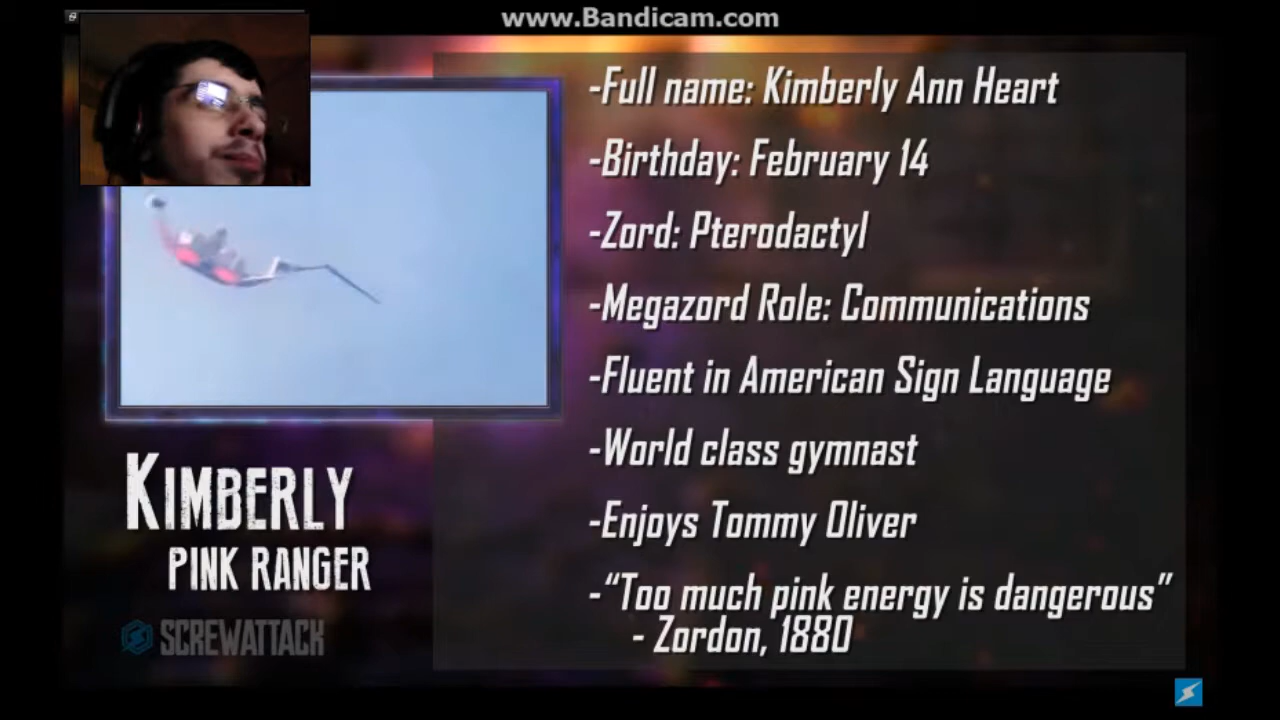 www.Bandicam.com
-Full name: Kimberly Ann Heart
-Birthday: February 14
-Zord: Pterodactyl
-Megazord Role: Communications
-Fluent in American Sign Language
-World class gymnast
-Enjoys Tommy Oliver
-“Too much pink energy is dangerous”
- Zordon, 1880
KIMBERLY
PINK RANGER
SCREWATTACK